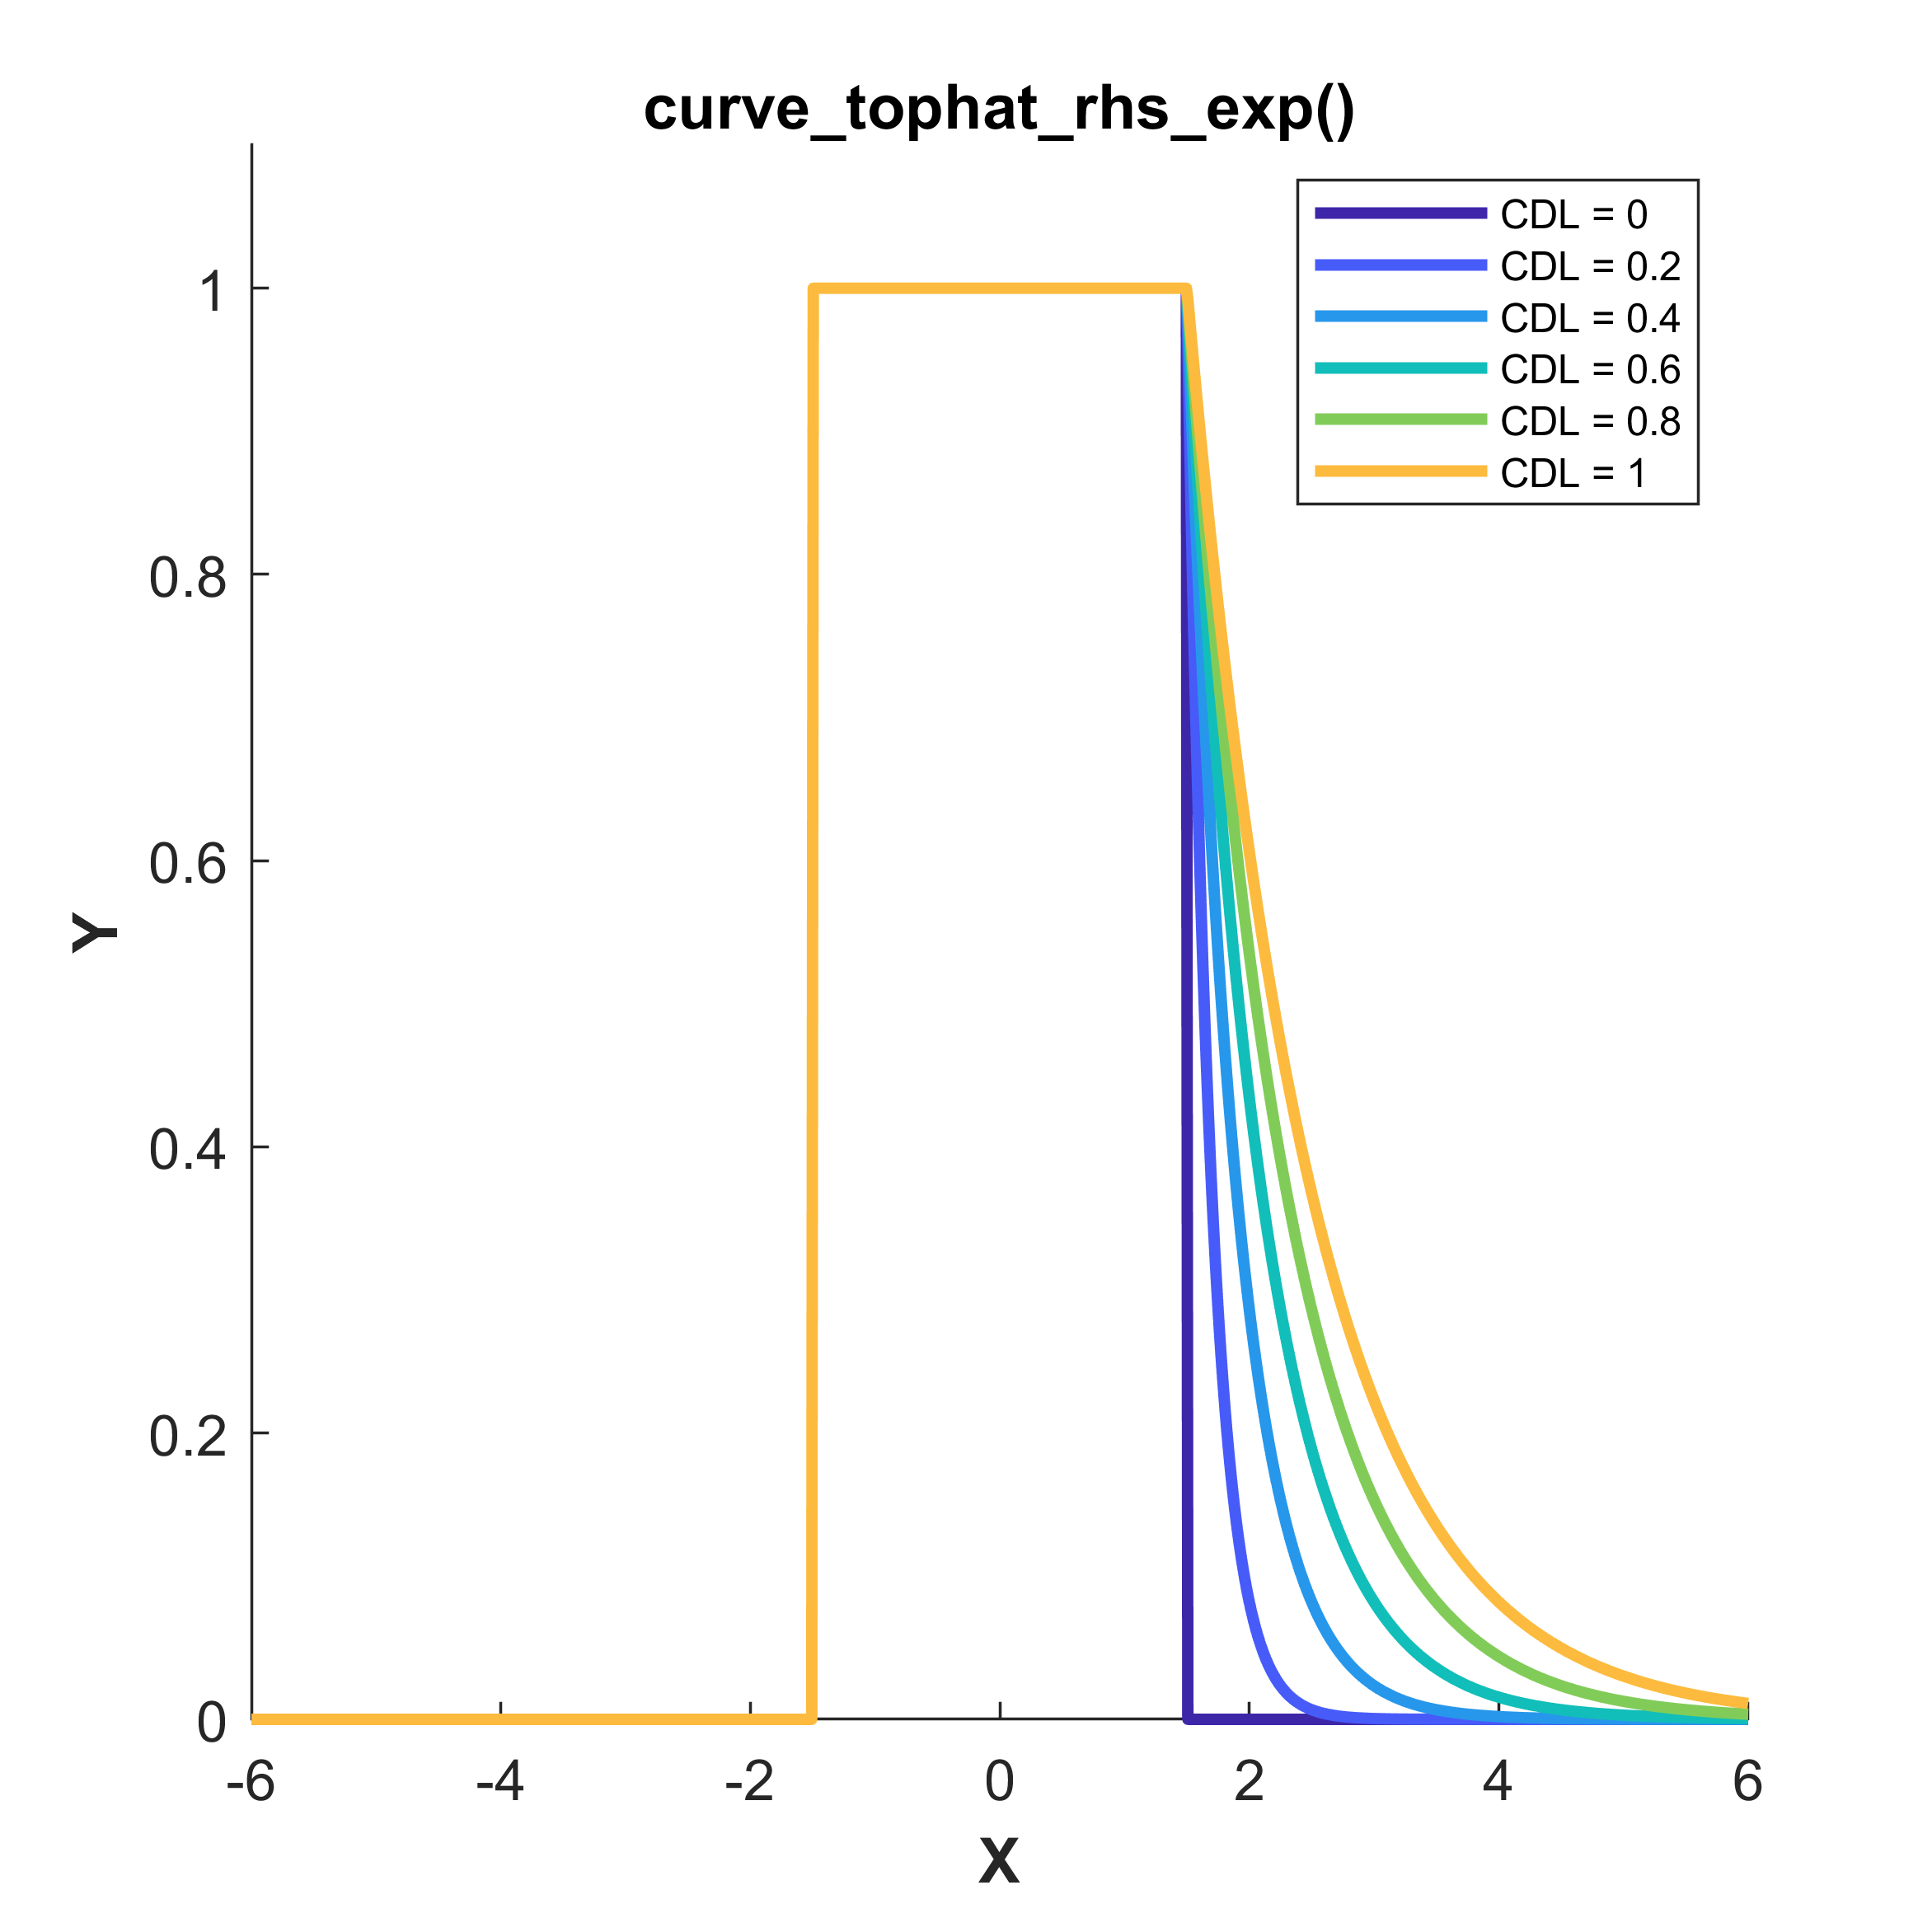 curve_tophat_rhs_exp()
CDL = 0
CDL = 0.2
CDL = 0.4
CDL = 0.6
CDL = 0.8
CDL = 1
1
0.8
0.6
0.4
0.2
0
Y
-6 -4 -2 0 2 4 6
X